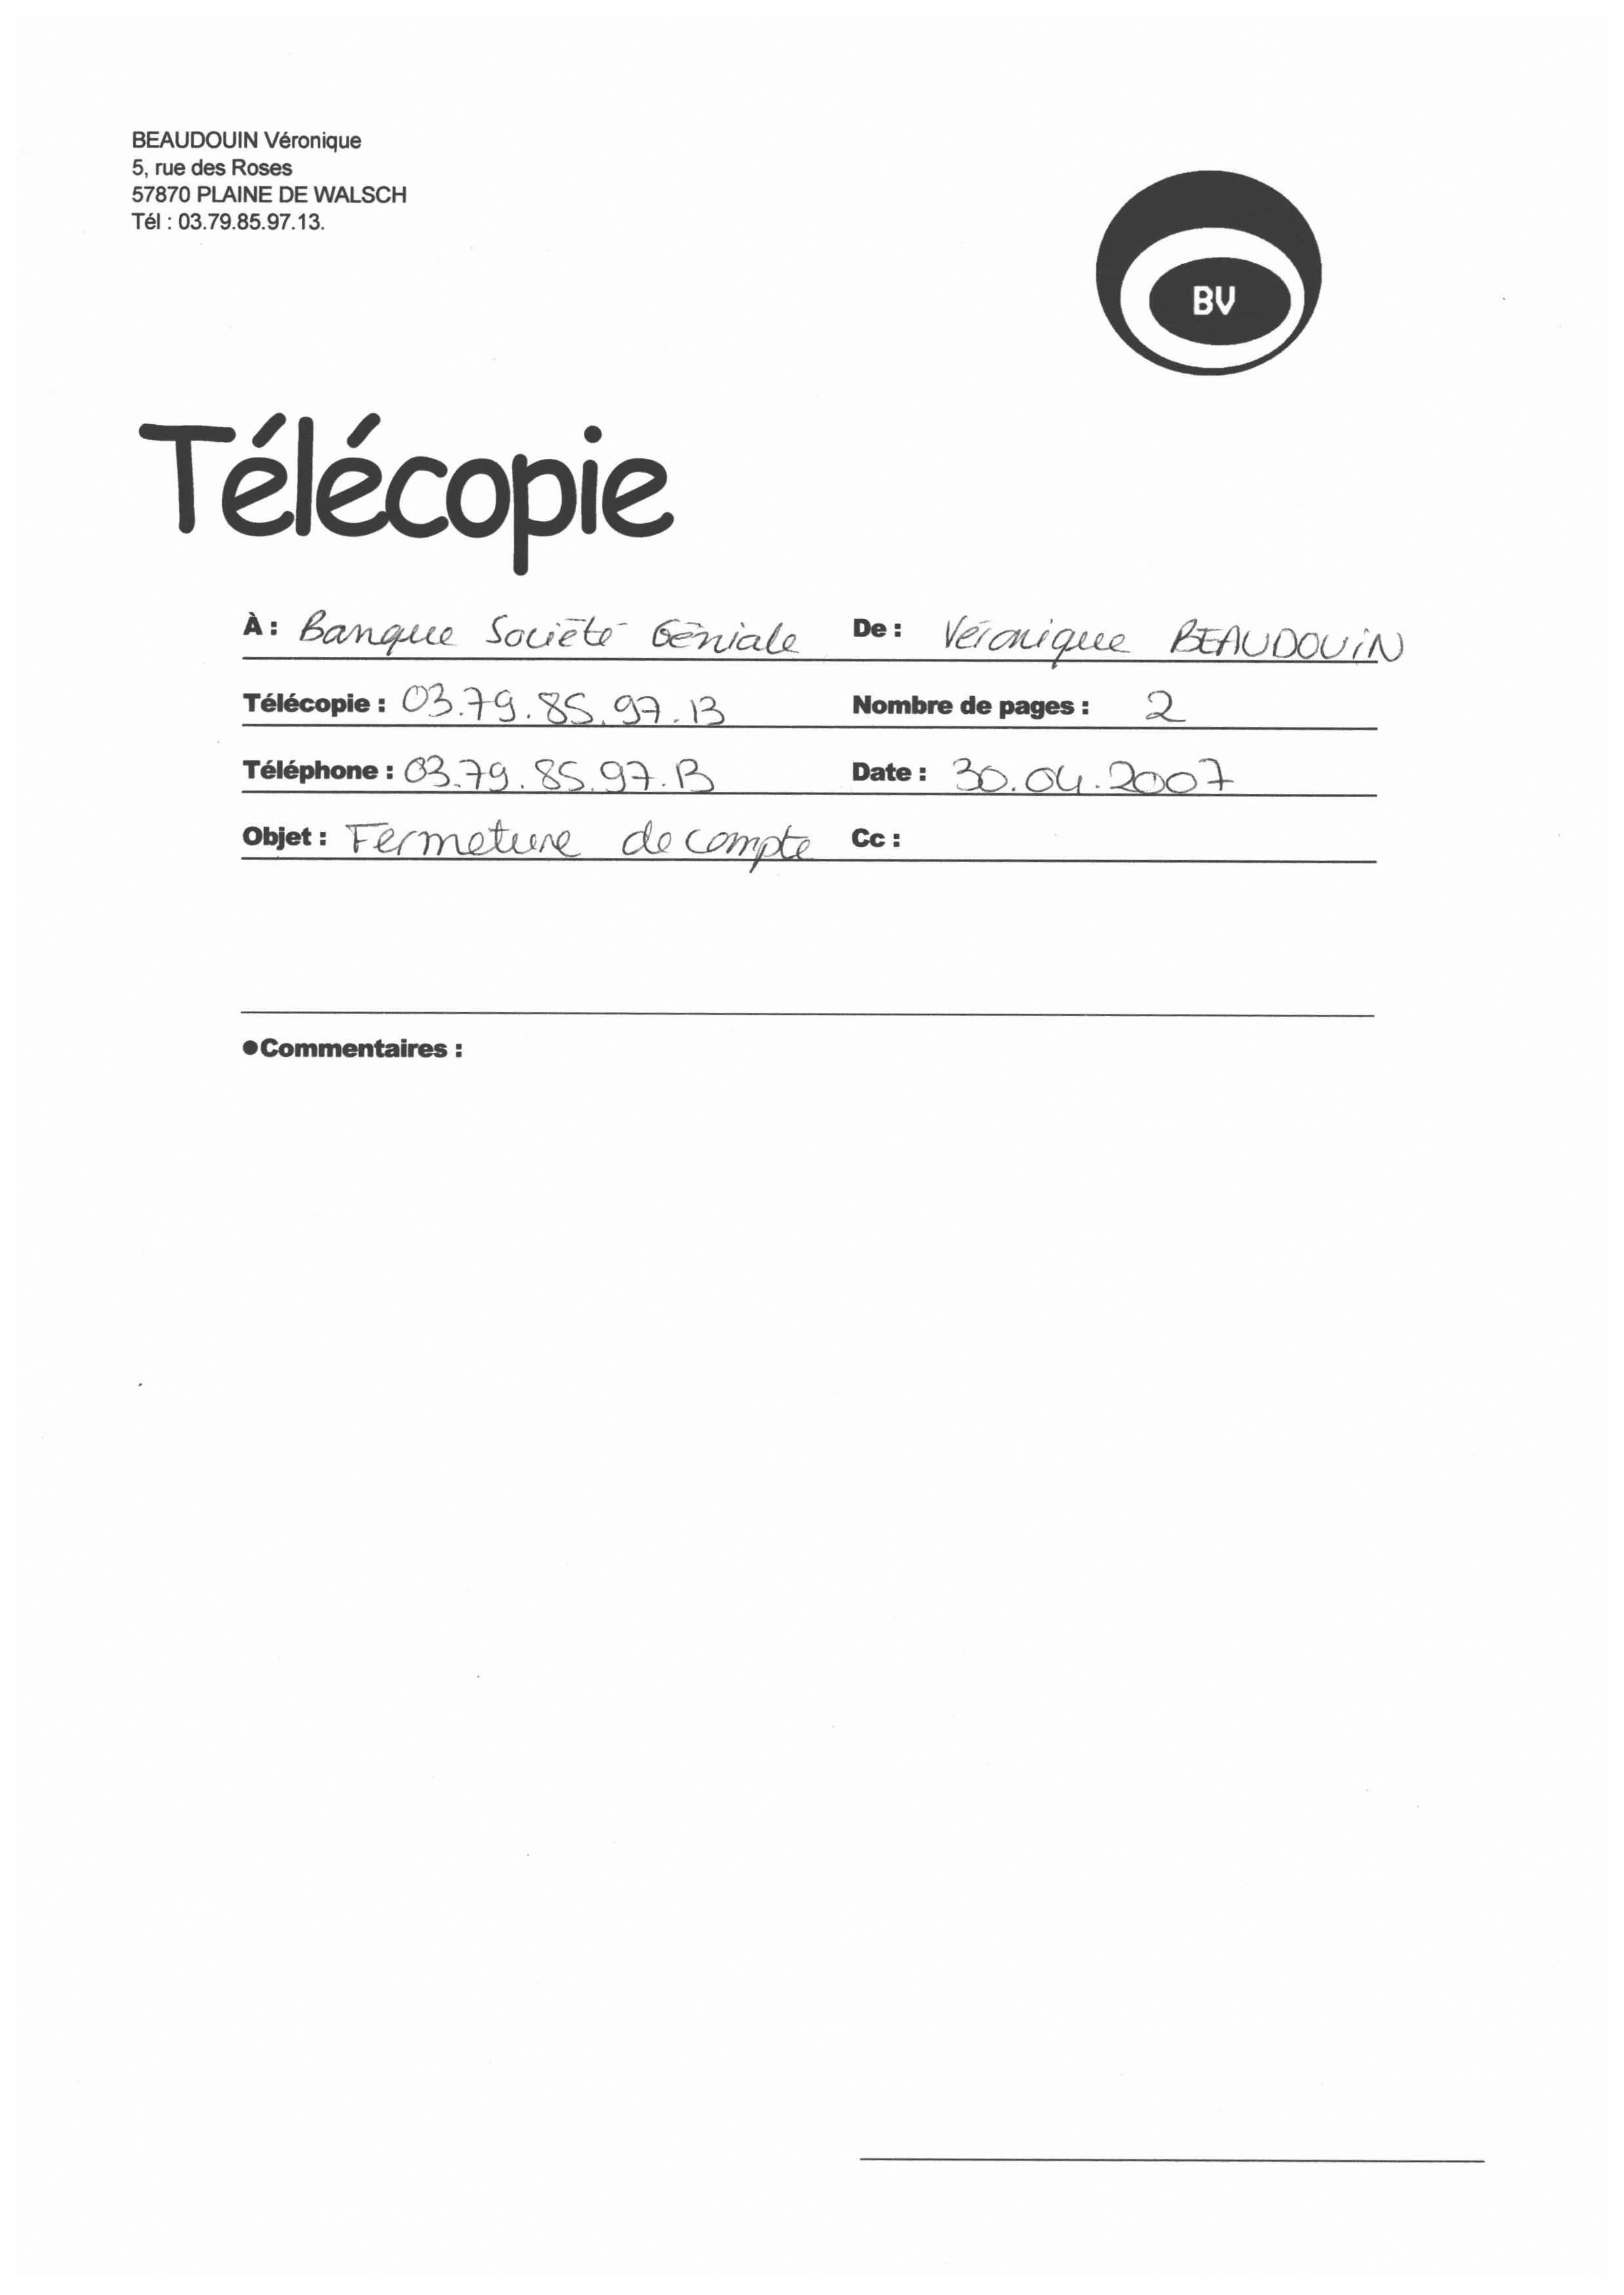 BEAUDOUIN Véronique
5, rue des Roses
57870 PLAINE DE WALSCH
Tél : 03.79.85.97.13.
BV
Télécopie
À : Banque Société Géniale De : Véronique BEAUDOUIN
Télécopie : 03.79.85.97.13 Nombre de pages : 2
Téléphone : 03.79.85.97.13 Date : 30.04.2007
Objet : Fermeture de compte Cc :
●Commentaires :